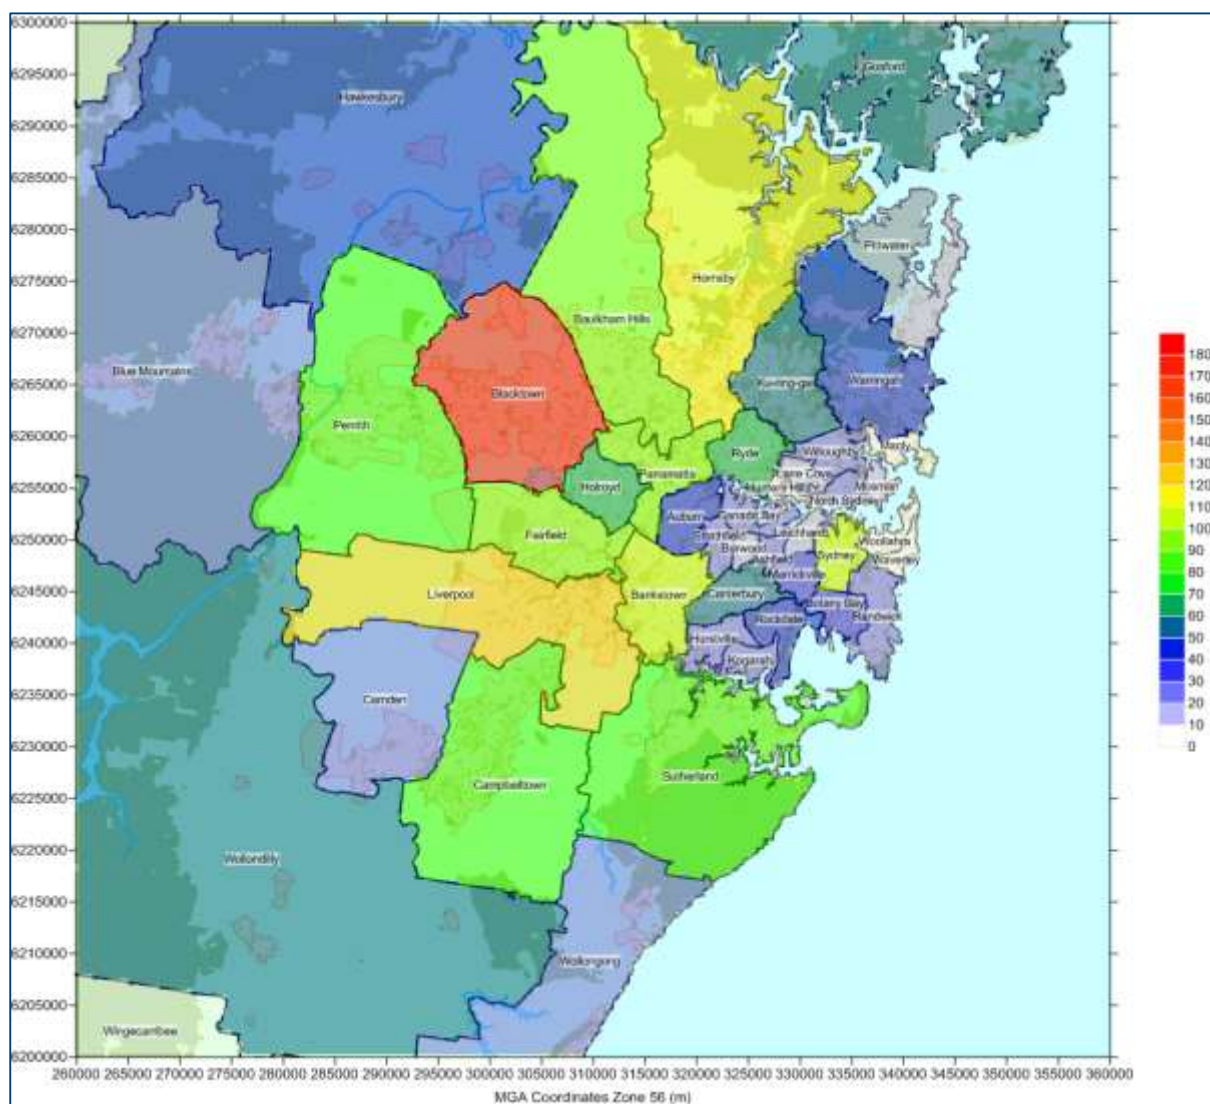 6300000
6295000
6290000
6285000
6280000
6275000
6270000
6265000
6260000
6255000
6250000
6245000
6240000
6235000
6230000
6225000
6220000
6215000
6210000
6205000
6200000
260000 265000 270000 275000 280000 285000 290000 295000 300000 305000 310000 315000 320000 325000 330000 335000 340000 345000 350000 355000 360000
MGA Coordinates Zone 56 (m)
Gosford
Hawkesbury
Pittwater
Hornsby
Baulkham Hills
Blue Mountains
Warringah
Ku-ring-gai
Blacktown
Penrith
Manly
Willoughby
Ryde
Lane Cove
Parramatta
Holroyd
Mosman
North Sydney
Auburn
Canada Bay
Strathfield
Leichhardt
Fairfield
Woollahra
Burwood
Sydney
Ashfield
Waverley
Marrickville
Liverpool
Bankstown
Canterbury
Botany Bay
Rockdale
Randwick
Hurstville
Kogarah
Camden
Sutherland
Campbelltown
Wollondilly
Wollongong
Wingecarribee
180
170
160
150
140
130
120
110
100
90
80
70
60
50
40
30
20
10
0